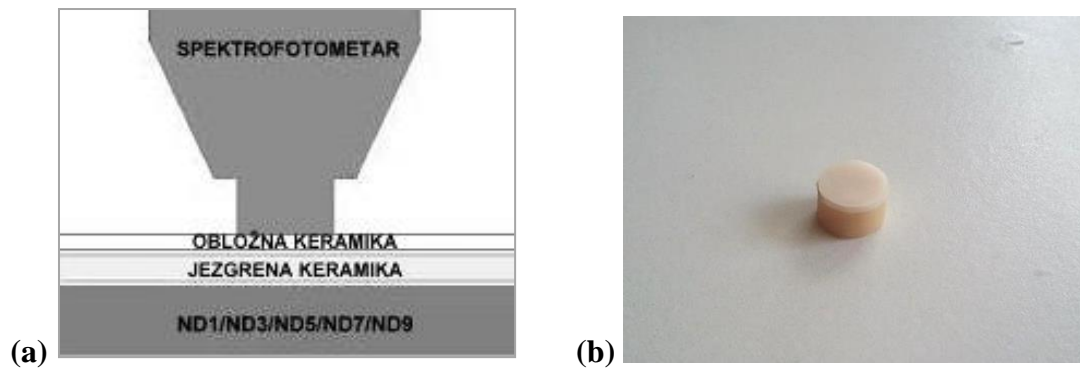 SPEKTROFOTOMETAR
OBLOŽNA KERAMIKA
JEZGRENA KERAMIKA
ND1/ND3/ND5/ND7/ND9
(a)
(b)